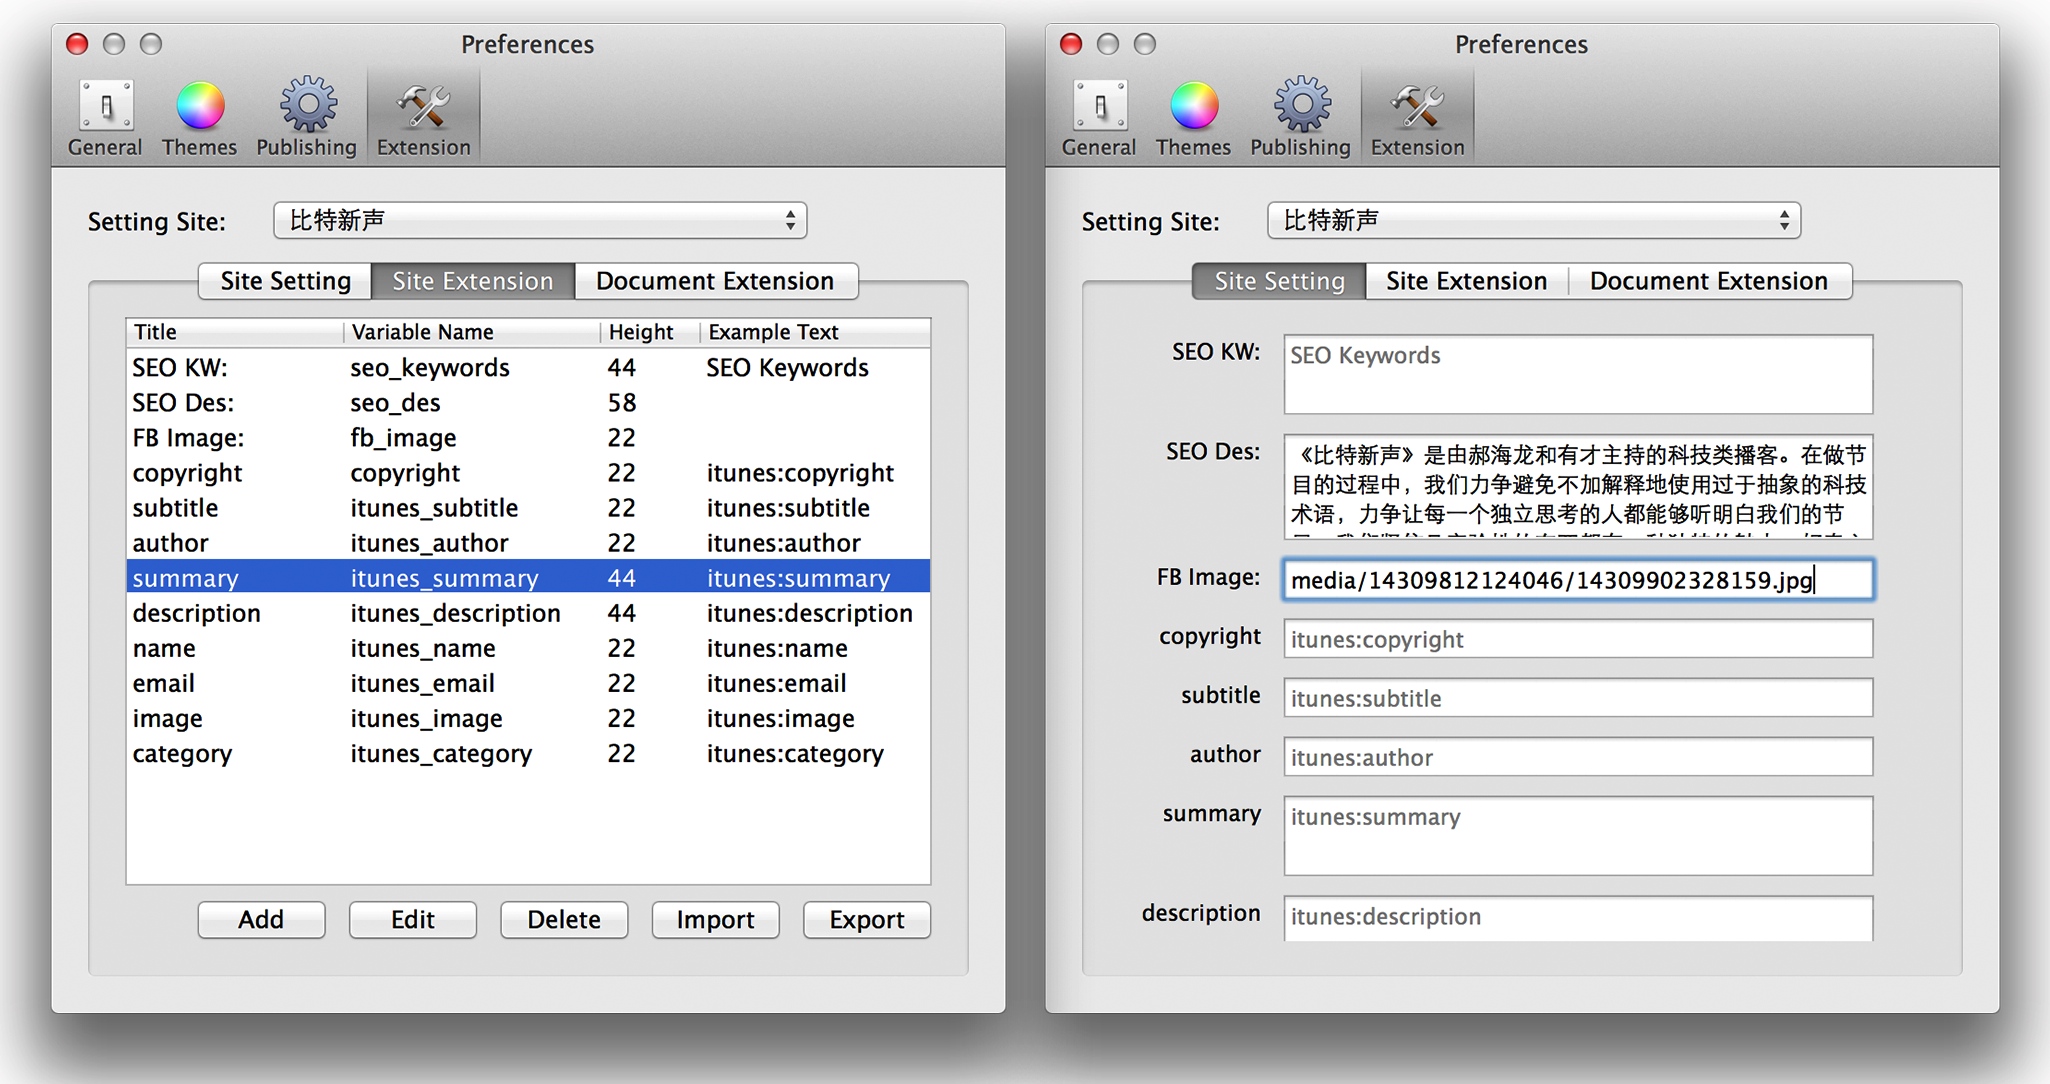 Preferences
General Themes Publishing Extension
Setting Site: 比特新声
Site Setting Site Extension Document Extension
Title Variable Name Height Example Text
SEO KW: seo_keywords 44 SEO Keywords
SEO Des: seo_des 58
FB Image: fb_image 22
copyright copyright 22 itunes:copyright
subtitle itunes_subtitle 22 itunes:subtitle
author itunes_author 22 itunes:author
summary itunes_summary 44 itunes:summary
description itunes_description 44 itunes:description
name itunes_name 22 itunes:name
email itunes_email 22 itunes:email
image itunes_image 22 itunes:image
category itunes_category 22 itunes:category
Add Edit Delete Import Export
Preferences
General Themes Publishing Extension
Setting Site: 比特新声
Site Setting Site Extension Document Extension
SEO KW: SEO Keywords
SEO Des: 《比特新声》是由郝海龙和有才主持的科技类播客。在做节
目的过程中，我们力争避免不加解释地使用过于抽象的科技
术语，力争让每一个独立思考的人都能够听明白我们的节
FB Image: media/14309812124046/14309902328159.jpg
copyright itunes:copyright
subtitle itunes:subtitle
author itunes:author
summary itunes:summary
description itunes:description